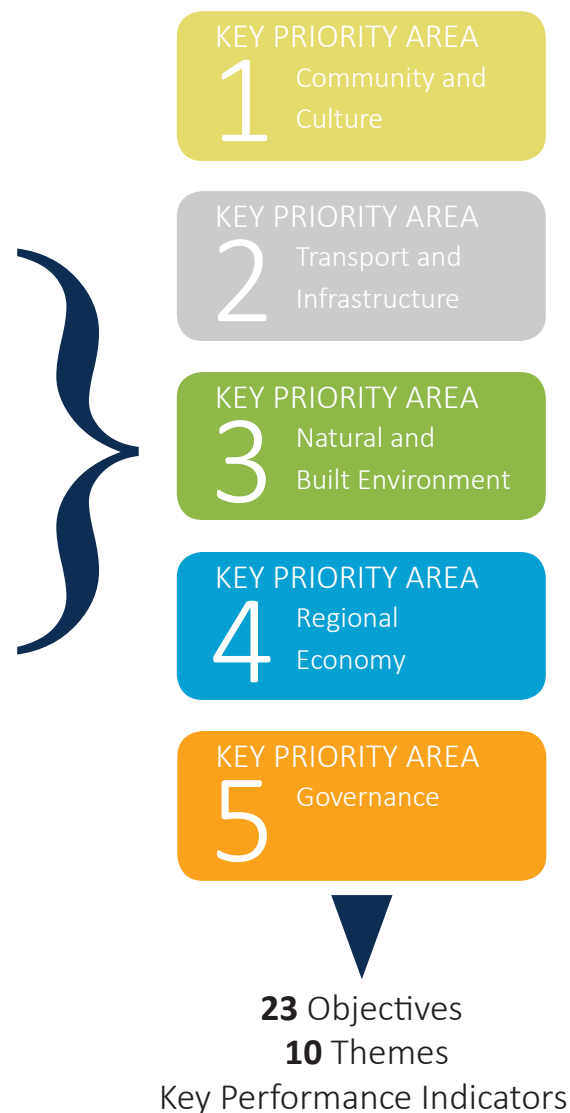 KEY PRIORITY AREA
1
Community and
Culture
KEY PRIORITY AREA
2
Transport and
Infrastructure
KEY PRIORITY AREA
3
Natural and
Built Environment
KEY PRIORITY AREA
4
Regional
Economy
KEY PRIORITY AREA
5
Governance
23 Objectives
10 Themes
Key Performance Indicators